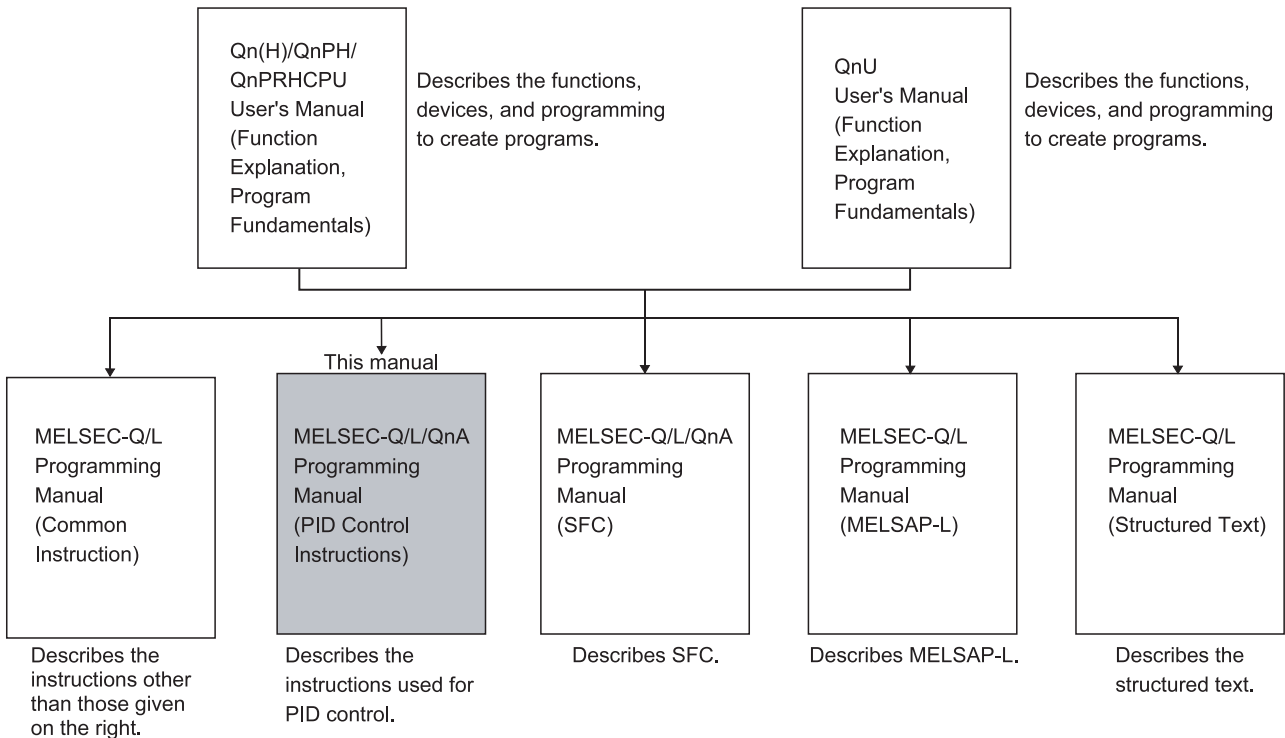 Qn(H)/QnPH/
QnPRHCPU
User's Manual
(Function
Explanation,
Program
Fundamentals)
Describes the functions,
devices, and programming
to create programs.
QnU
User's Manual
(Function
Explanation,
Program
Fundamentals)
Describes the functions,
devices, and programming
to create programs.
This manual
MELSEC-Q/L
Programming
Manual
(Common
Instruction)
Describes the
instructions other
than those given
on the right.
MELSEC-Q/L/QnA
Programming
Manual
(PID Control
Instructions)
Describes the
instructions used for
PID control.
MELSEC-Q/L/QnA
Programming
Manual
(SFC)
Describes SFC.
MELSEC-Q/L
Programming
Manual
(MELSAP-L)
Describes MELSAP-L.
MELSEC-Q/L
Programming
Manual
(Structured Text)
Describes the
structured text.